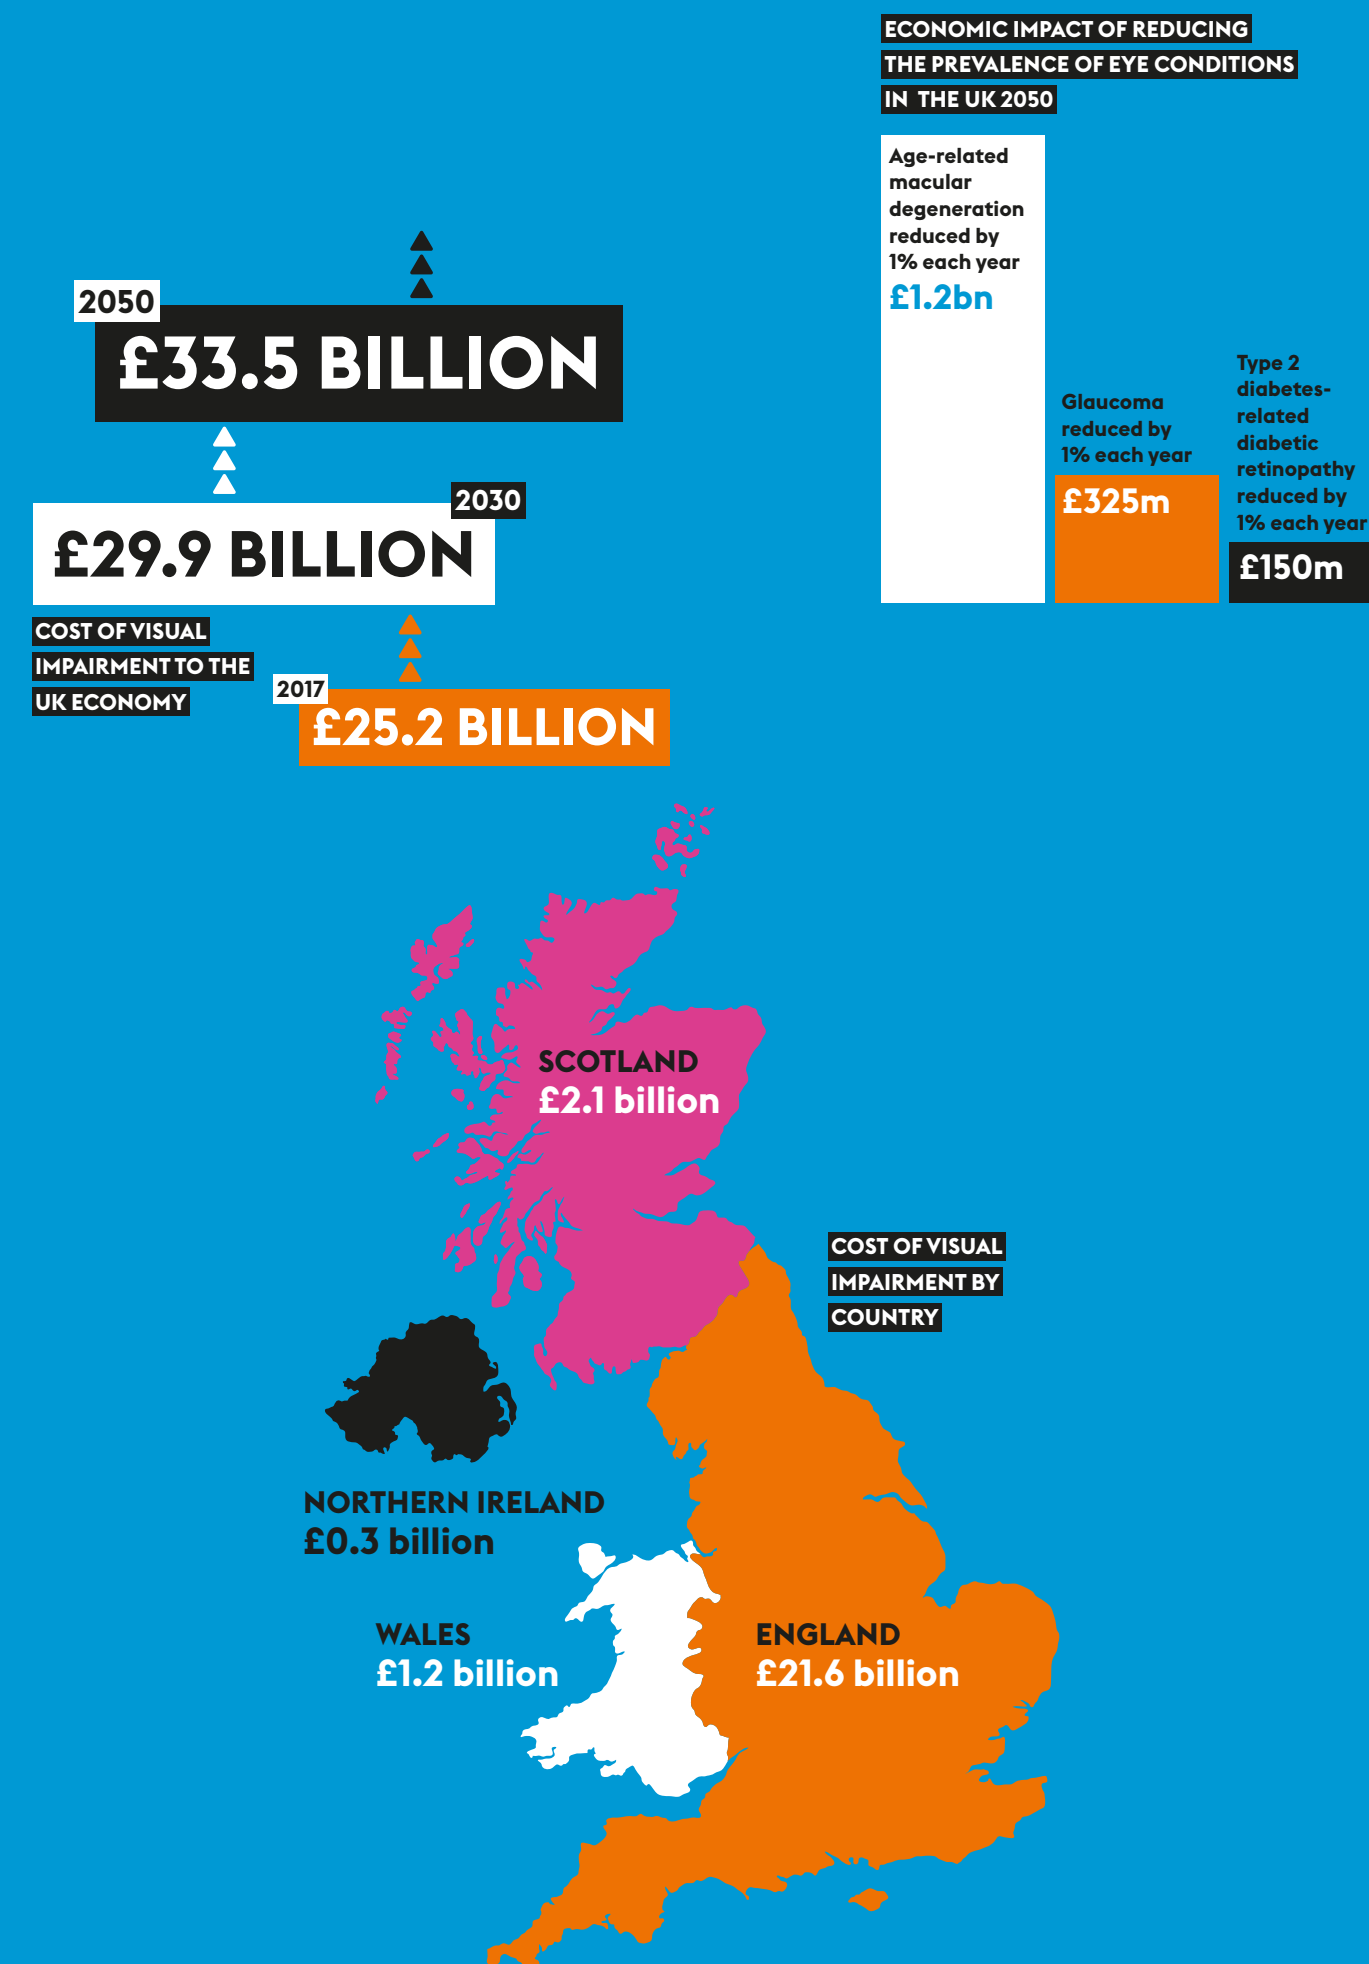 ECONOMIC IMPACT OF REDUCING
THE PREVALENCE OF EYE CONDITIONS
IN THE UK 2050
Age-related
macular
degeneration
reduced by
1% each year
£1.2bn
Glaucoma
reduced by
1% each year
£325m
Type 2
diabetes-
related
diabetic
retinopathy
reduced by
1% each year
£150m
2050
£33.5 BILLION
2030
£29.9 BILLION
COST OF VISUAL
IMPAIRMENT TO THE
UK ECONOMY
2017
£25.2 BILLION
SCOTLAND
£2.1 billion
COST OF VISUAL
IMPAIRMENT BY
COUNTRY
NORTHERN IRELAND
£0.3 billion
WALES
£1.2 billion
ENGLAND
£21.6 billion